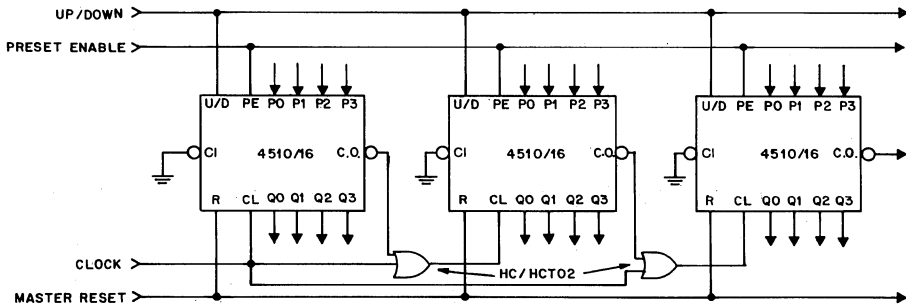 UP/DOWN
PRESET ENABLE
U/D PE P0 P1 P2 P3
CI 4510/16 C.O.
R CL Q0 Q1 Q2 Q3
U/D PE P0 P1 P2 P3
CI 4510/16 C.O.
R CL Q0 Q1 Q2 Q3
U/D PE P0 P1 P2 P3
CI 4510/16 C.O.
R CL Q0 Q1 Q2 Q3
CLOCK
HC/HCT02
MASTER RESET